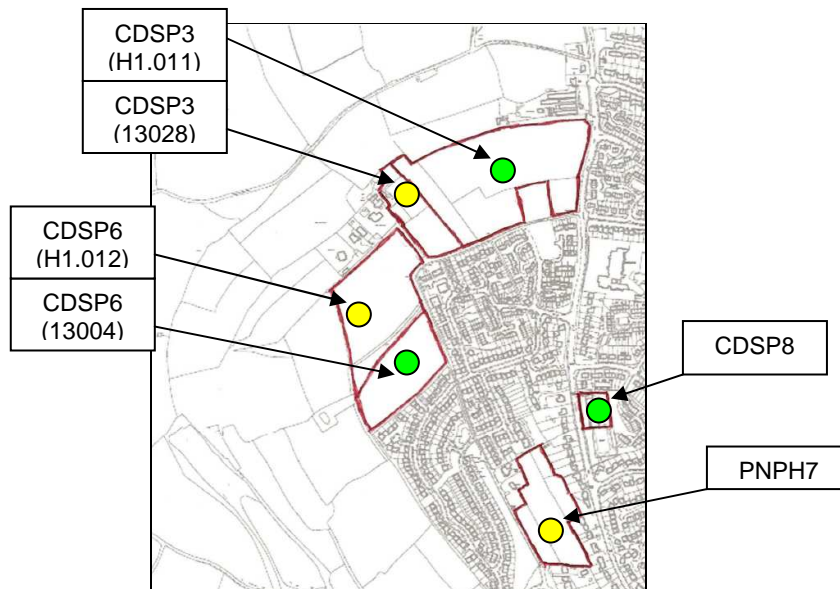 CDSP3
(H1.011)
CDSP3
(13028)
CDSP6
(H1.012)
CDSP6
(13004)
CDSP8
PNPH7